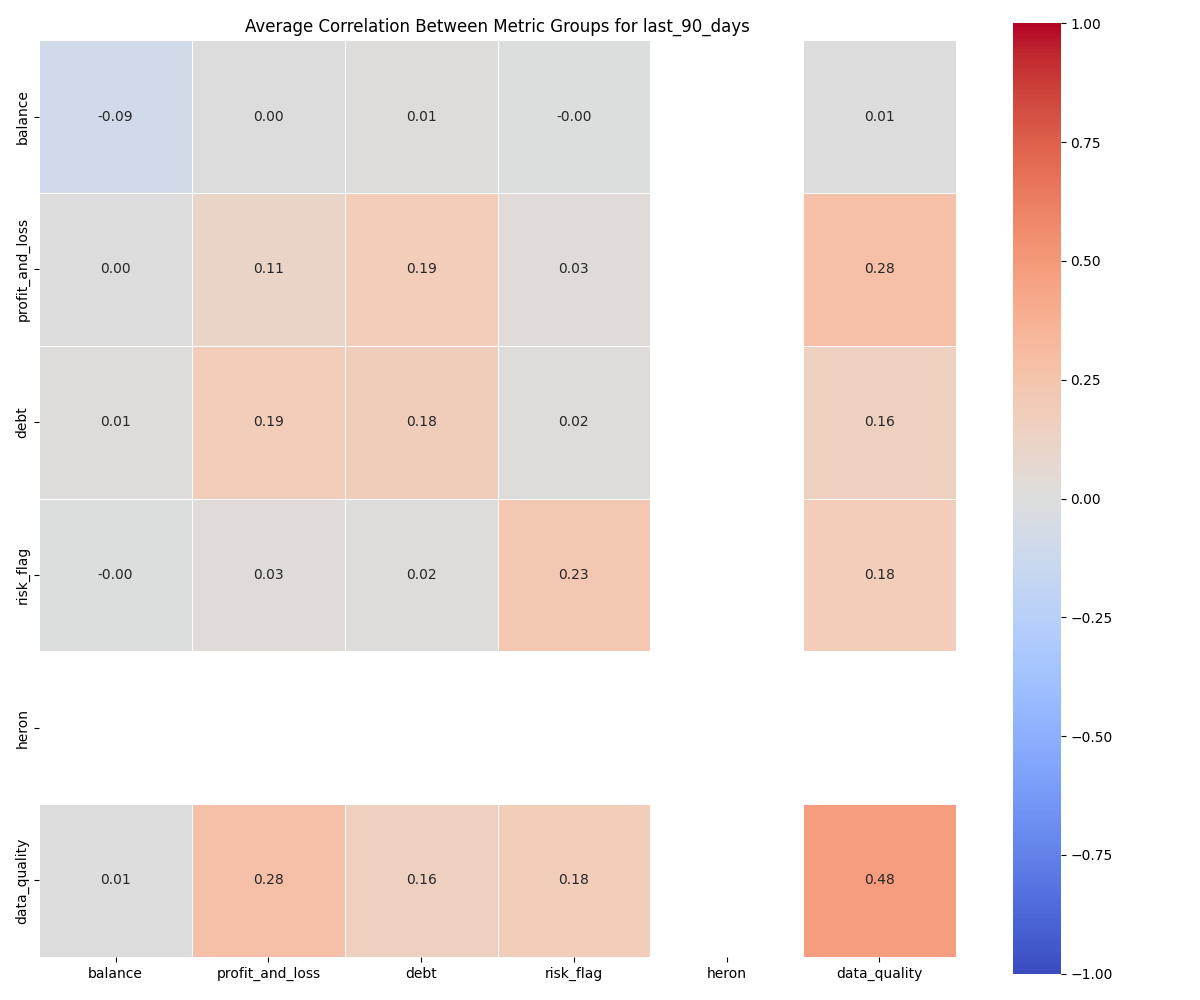 Average Correlation Between Metric Groups for last_90_days
balance
-0.09 0.00 0.01 -0.00 0.01
profit_and_loss
0.00 0.11 0.19 0.03 0.28
debt
0.01 0.19 0.18 0.02 0.16
risk_flag
-0.00 0.03 0.02 0.23 0.18
heron
data_quality
0.01 0.28 0.16 0.18 0.48
balance profit_and_loss debt risk_flag heron data_quality
1.00
0.75
0.50
0.25
0.00
−0.25
−0.50
−0.75
−1.00